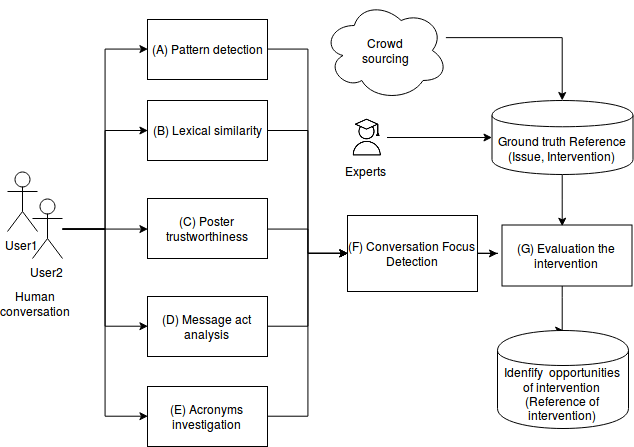 (A) Pattern detection
Crowd
sourcing
(B) Lexical similarity
Ground truth Reference
(Issue, Intervention)
Experts
User1
User2
Human
conversation
(C) Poster
trustworthiness
(F) Conversation Focus
Detection
(G) Evaluation the
intervention
(D) Message act
analysis
(E) Acronyms
investigation
Idenfify opportunities
of intervention
(Reference of
intervention)